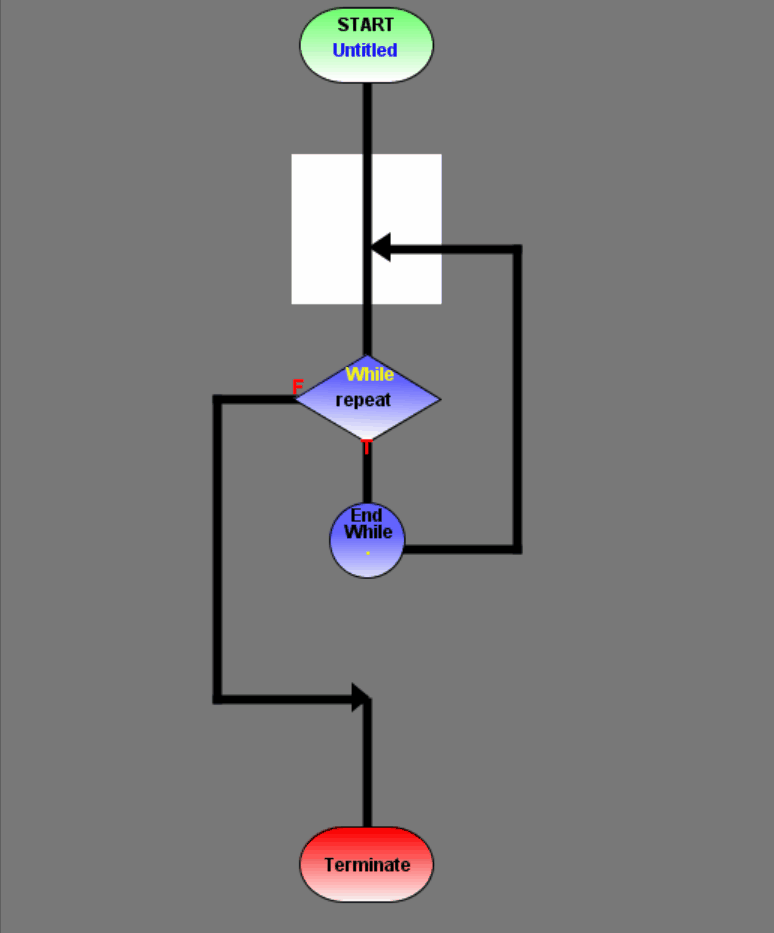 START
Untitled
While
F
repeat
T
End
While
Terminate